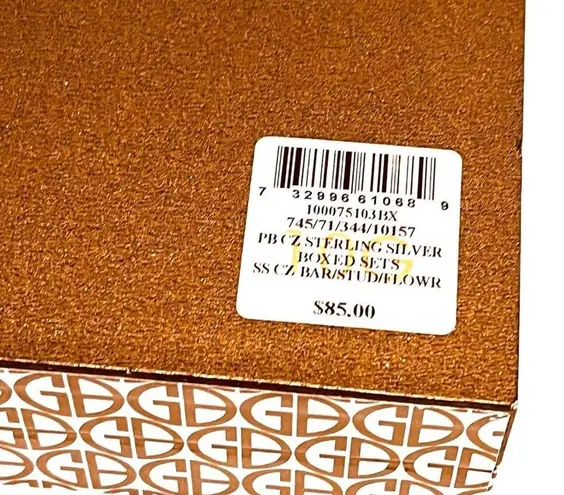 7 32996 61068 9
100075103BX
745/71/344/10157
PB CZ STERLING SILVER
BOXED SETS
SS CZ BAR/STUD/FLOWR
$85.00